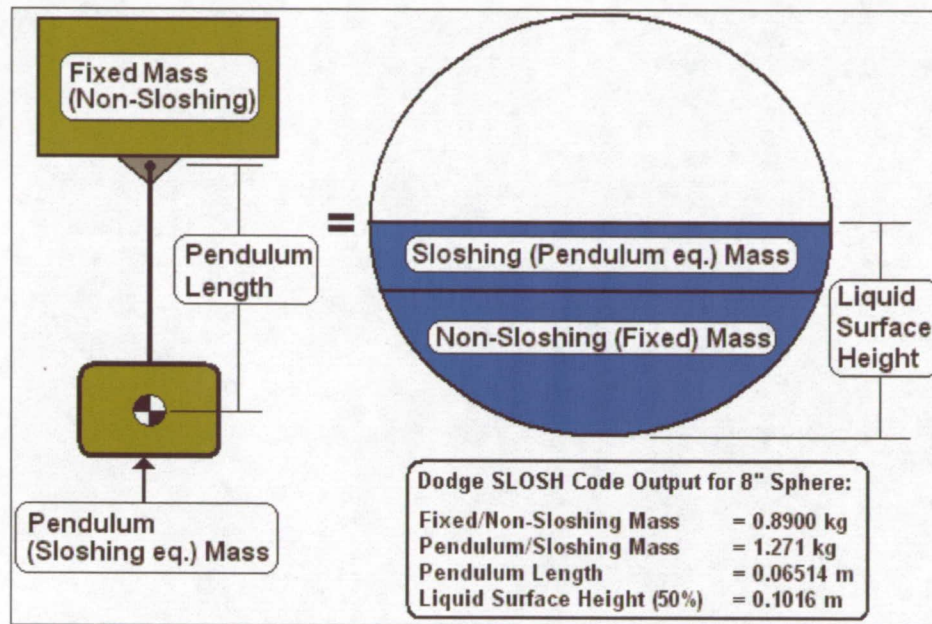 Fixed Mass
(Non-Sloshing)
Pendulum
Length
Pendulum
(Sloshing eq.) Mass
=
Sloshing (Pendulum eq.) Mass
Non-Sloshing (Fixed) Mass
Liquid
Surface
Height
Dodge SLOSH Code Output for 8" Sphere:
Fixed/Non-Sloshing Mass = 0.8900 kg
Pendulum/Sloshing Mass = 1.271 kg
Pendulum Length = 0.06514 m
Liquid Surface Height (50%) = 0.1016 m